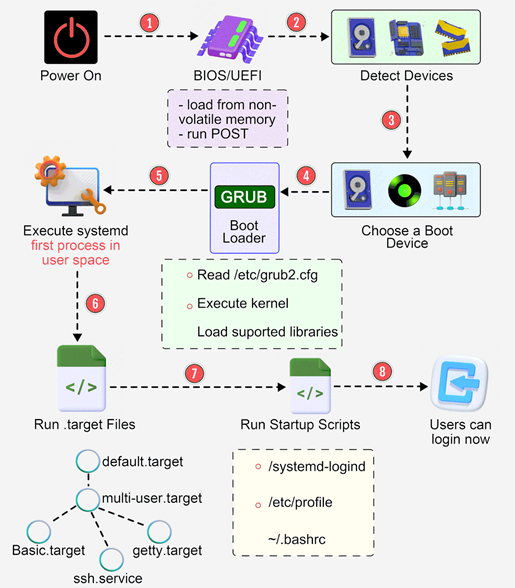 1
2
Power On
BIOS/UEFI
Detect Devices
- load from non-
volatile memory
- run POST
3
5
4
GRUB
Boot
Loader
Execute systemd
first process in
user space
Choose a Boot
Device
Read /etc/grub2.cfg
Execute kernel
Load suported libraries
6
</>
7
</>
8
Run .target Files
Run Startup Scripts
Users can
login now
default.target
multi-user.target
Basic.target
getty.target
ssh.service
/systemd-logind
/etc/profile
~/.bashrc